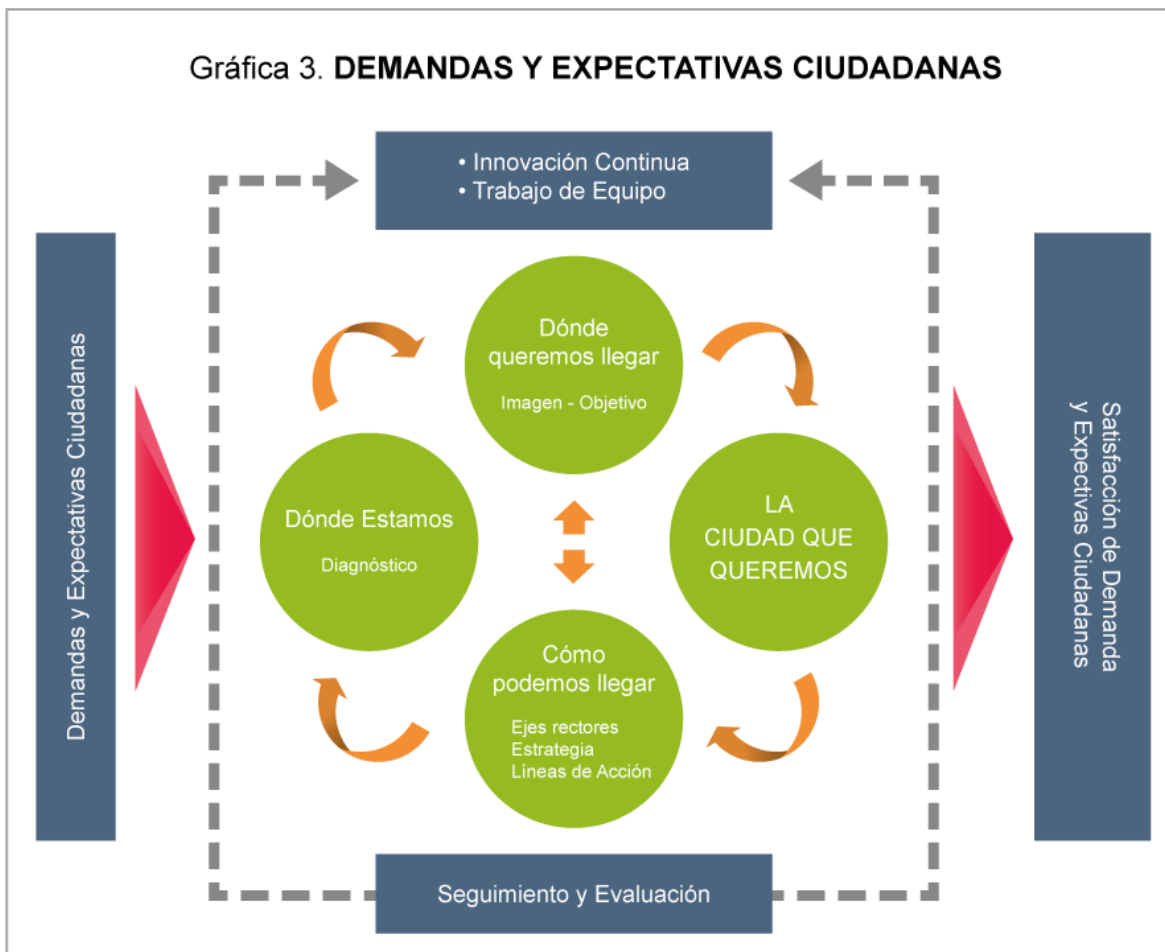 Gráfica 3. DEMANDAS Y EXPECTATIVAS CIUDADANAS
• Innovación Continua
• Trabajo de Equipo
Demandas y Expectativas Ciudadanas
Dónde
queremos llegar
Imagen - Objetivo
Dónde Estamos
Diagnóstico
LA
CIUDAD QUE
QUEREMOS
Cómo
podemos llegar
Ejes rectores
Estrategia
Líneas de Acción
Satisfacción de Demanda
y Expectivas Ciudadanas
Seguimiento y Evaluación